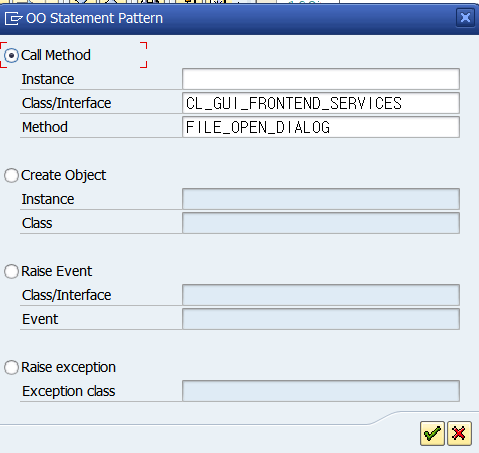 OO Statement Pattern
Call Method
Instance
Class/Interface CL_GUI_FRONTEND_SERVICES
Method FILE_OPEN_DIALOG
Create Object
Instance
Class
Raise Event
Class/Interface
Event
Raise exception
Exception class